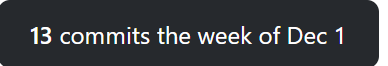 13 commits the week of Dec 1